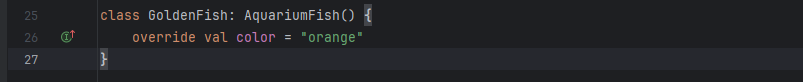 25 class GoldenFish: AquariumFish() {
26 override val color = "orange"
27 }